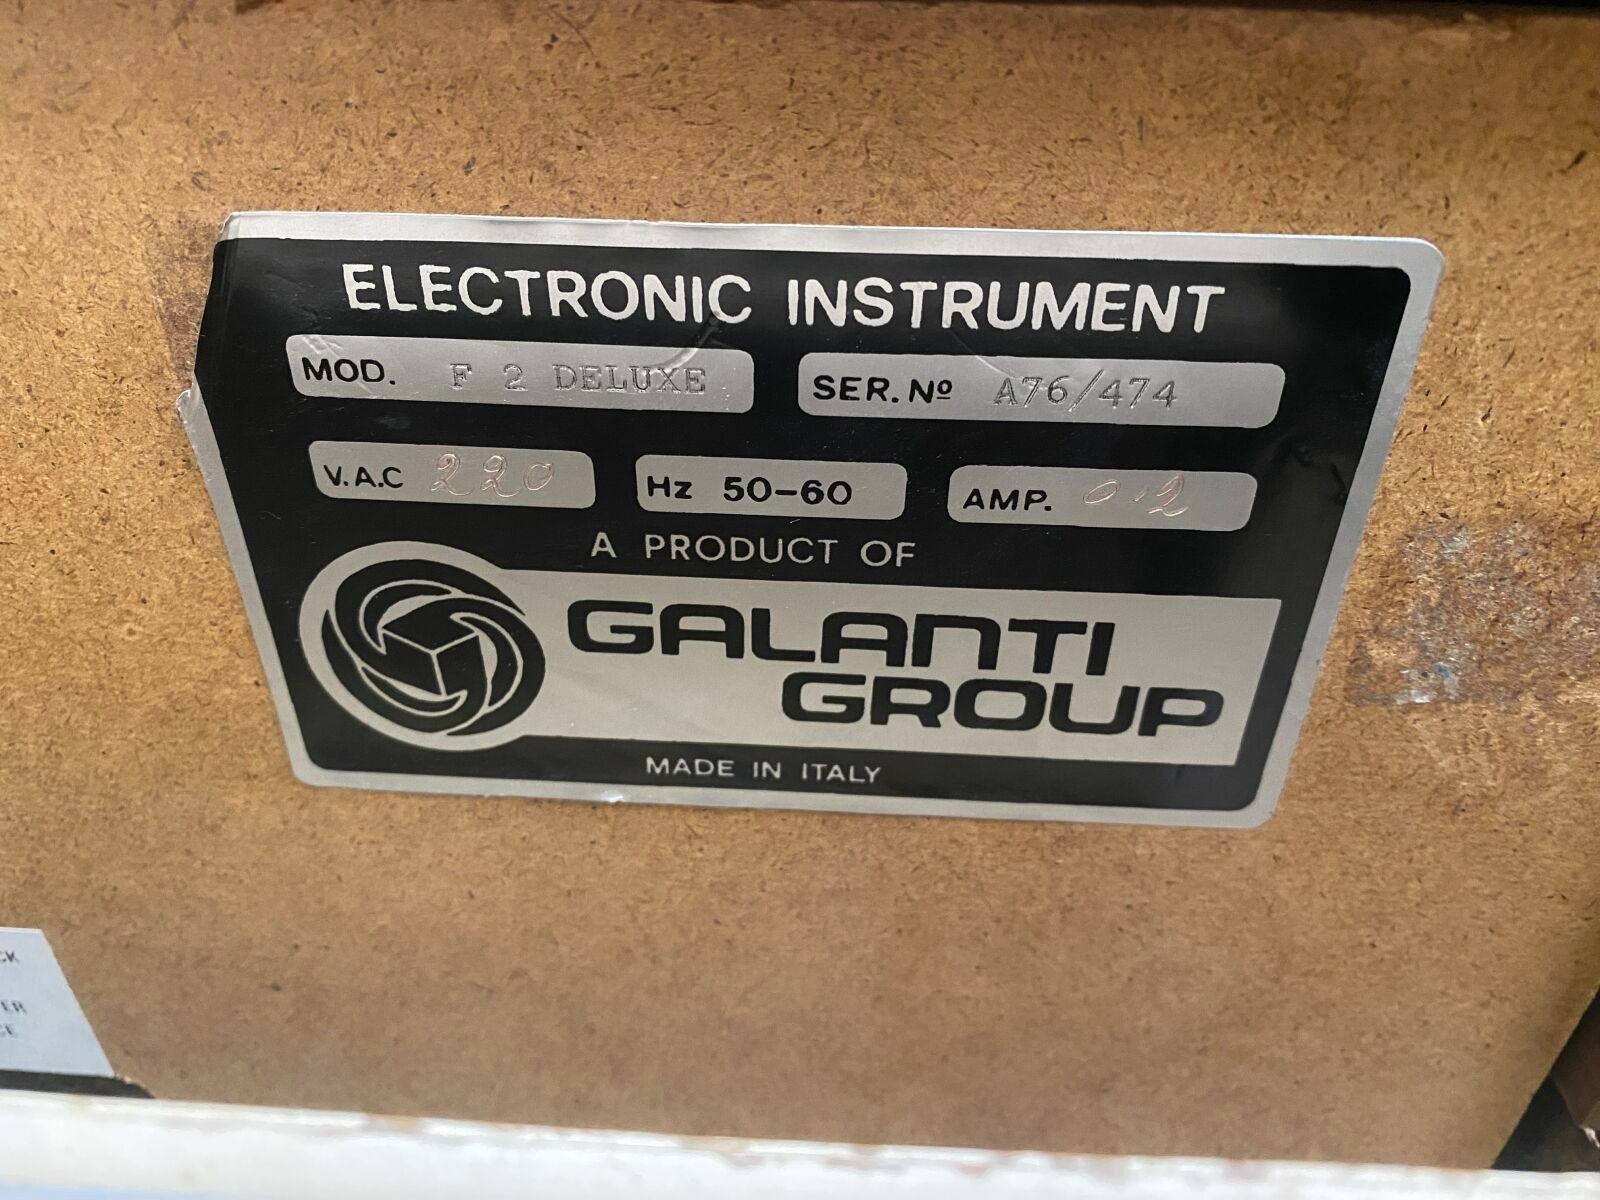 ELECTRONIC INSTRUMENT
MOD. F 2 DELUXE SER. Nº A76/474
V.A.C 220 Hz 50-60 AMP. 0.2
A PRODUCT OF
GALANTI
GROUP
MADE IN ITALY